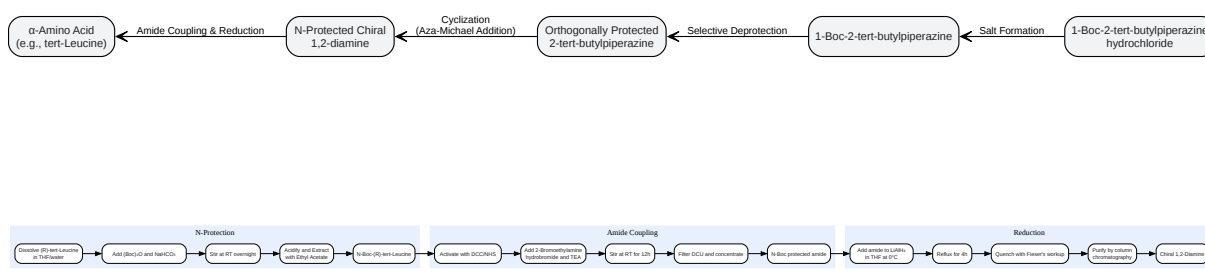 α-Amino Acid
(e.g., tert-Leucine)
Amide Coupling & Reduction
N-Protected Chiral
1,2-diamine
Cyclization
(Aza-Michael Addition)
Orthogonally Protected
2-tert-butylpiperazine
Selective Deprotection
1-Boc-2-tert-butylpiperazine
Salt Formation
1-Boc-2-tert-butylpiperazine
hydrochloride
N-Protection
Dissolve (R)-tert-Leucine
in THF/water
Add (Boc)₂O and NaHCO₃
Stir at RT overnight
Acidify and Extract
with Ethyl Acetate
N-Boc-(R)-tert-Leucine
Amide Coupling
Activate with DCC/NHS
Add 2-Bromoethylamine
hydrobromide and TEA
Stir at RT for 12h
Filter DCU and concentrate
N-Boc protected amide
Reduction
Add amide to LiAlH₄
in THF at 0°C
Reflux for 4h
Quench with Fieser's workup
Purify by column
chromatography
Chiral 1,2-Diamine